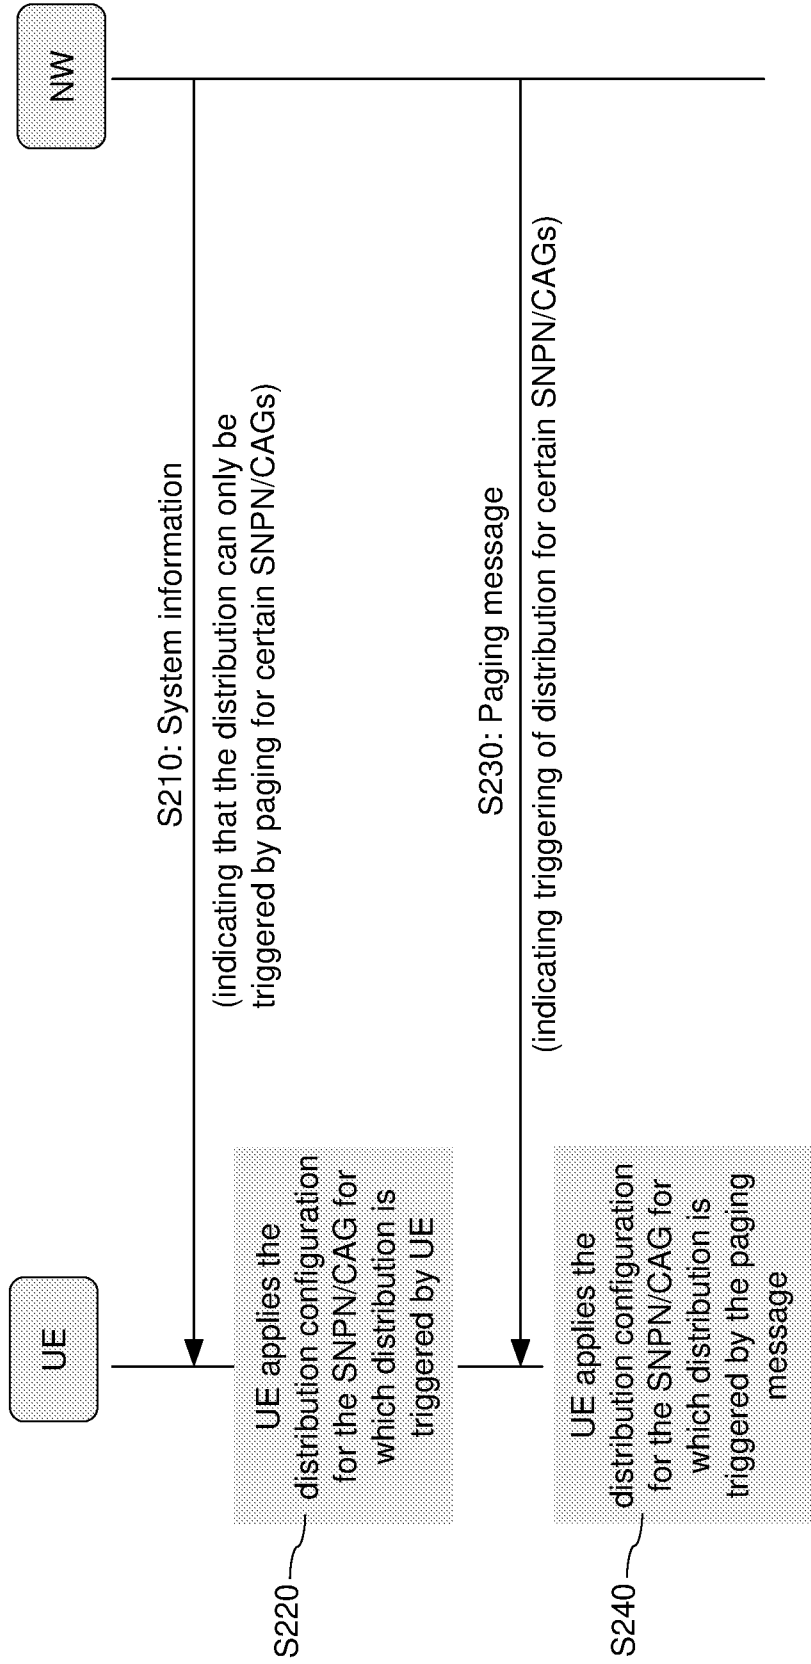 UE
NW
S210: System information
(indicating that the distribution can only be
triggered by paging for certain SNPN/CAGs)
S220
UE applies the
distribution configuration
for the SNPN/CAG for
which distribution is
triggered by UE
S230: Paging message
(indicating triggering of distribution for certain SNPN/CAGs)
S240
UE applies the
distribution configuration
for the SNPN/CAG for
which distribution is
triggered by the paging
message